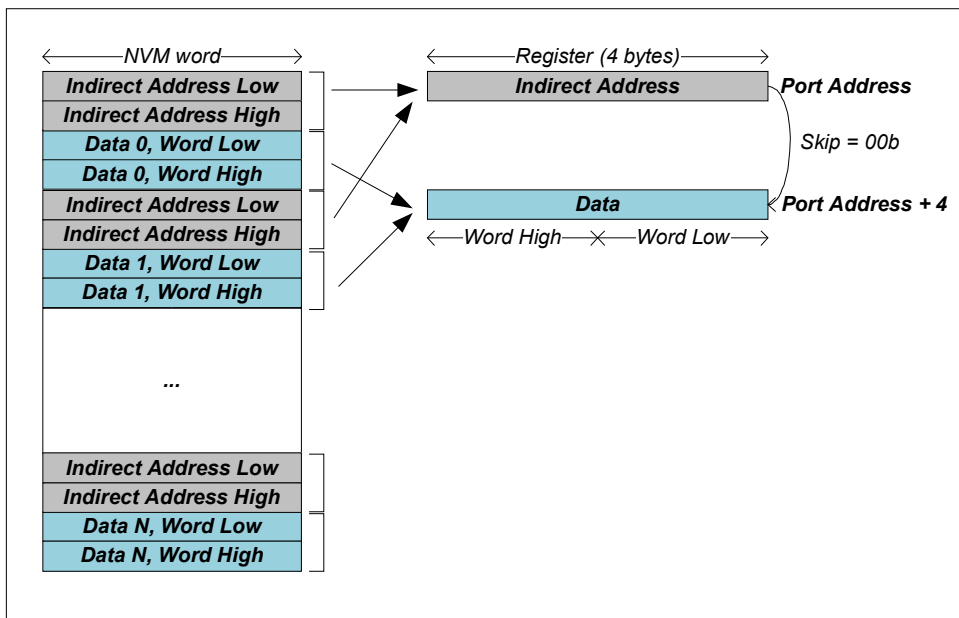 NVM word
Indirect Address Low
Indirect Address High
Data 0, Word Low
Data 0, Word High
Indirect Address Low
Indirect Address High
Data 1, Word Low
Data 1, Word High
...
Indirect Address Low
Indirect Address High
Data N, Word Low
Data N, Word High
Register (4 bytes)
Indirect Address
Port Address
Skip = 00b
Data
Port Address + 4
Word High
Word Low